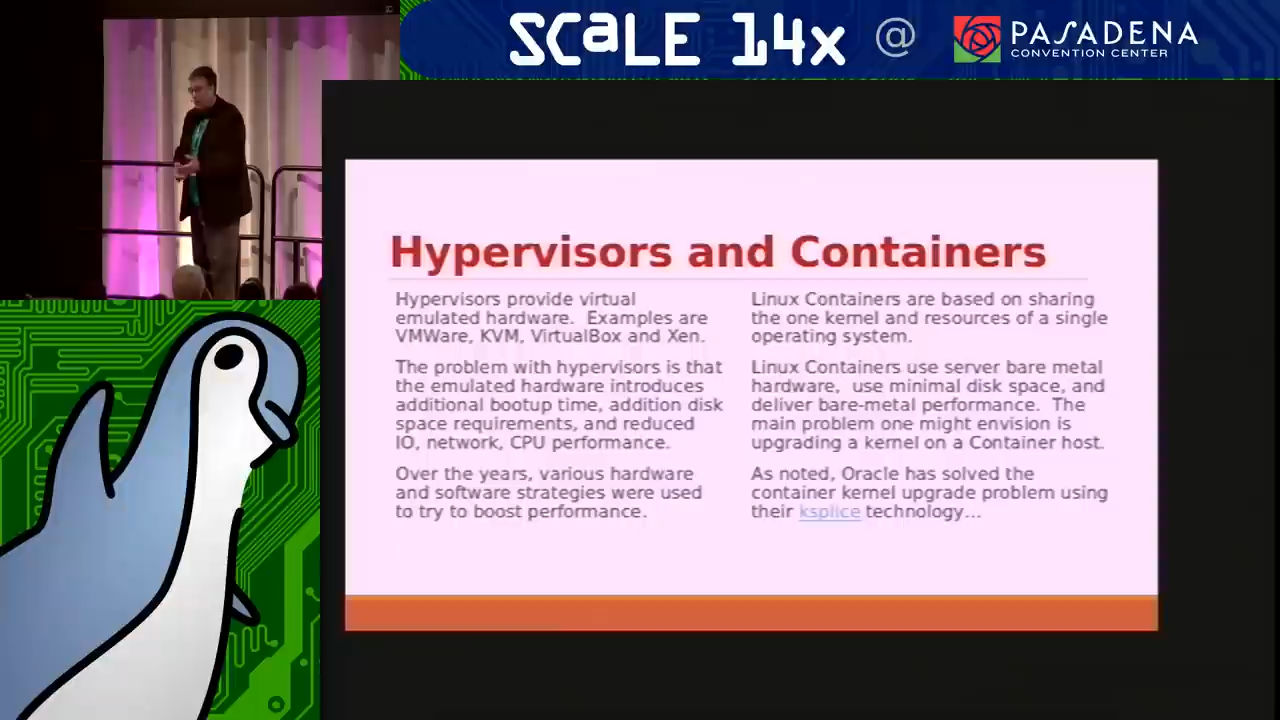 SCaLE 14x @ PASADENA
CONVENTION CENTER
Hypervisors and Containers
Hypervisors provide virtual
emulated hardware.  Examples are
VMWare, KVM, VirtualBox and Xen.
The problem with hypervisors is that
the emulated hardware introduces
additional bootup time, addition disk
space requirements, and reduced
IO, network, CPU performance.
Over the years, various hardware
and software strategies were used
to try to boost performance.
Linux Containers are based on sharing
the one kernel and resources of a single
operating system.
Linux Containers use server bare metal
hardware,  use minimal disk space, and
deliver bare-metal performance.  The
main problem one might envision is
upgrading a kernel on a Container host.
As noted, Oracle has solved the
container kernel upgrade problem using
their ksplice technology...